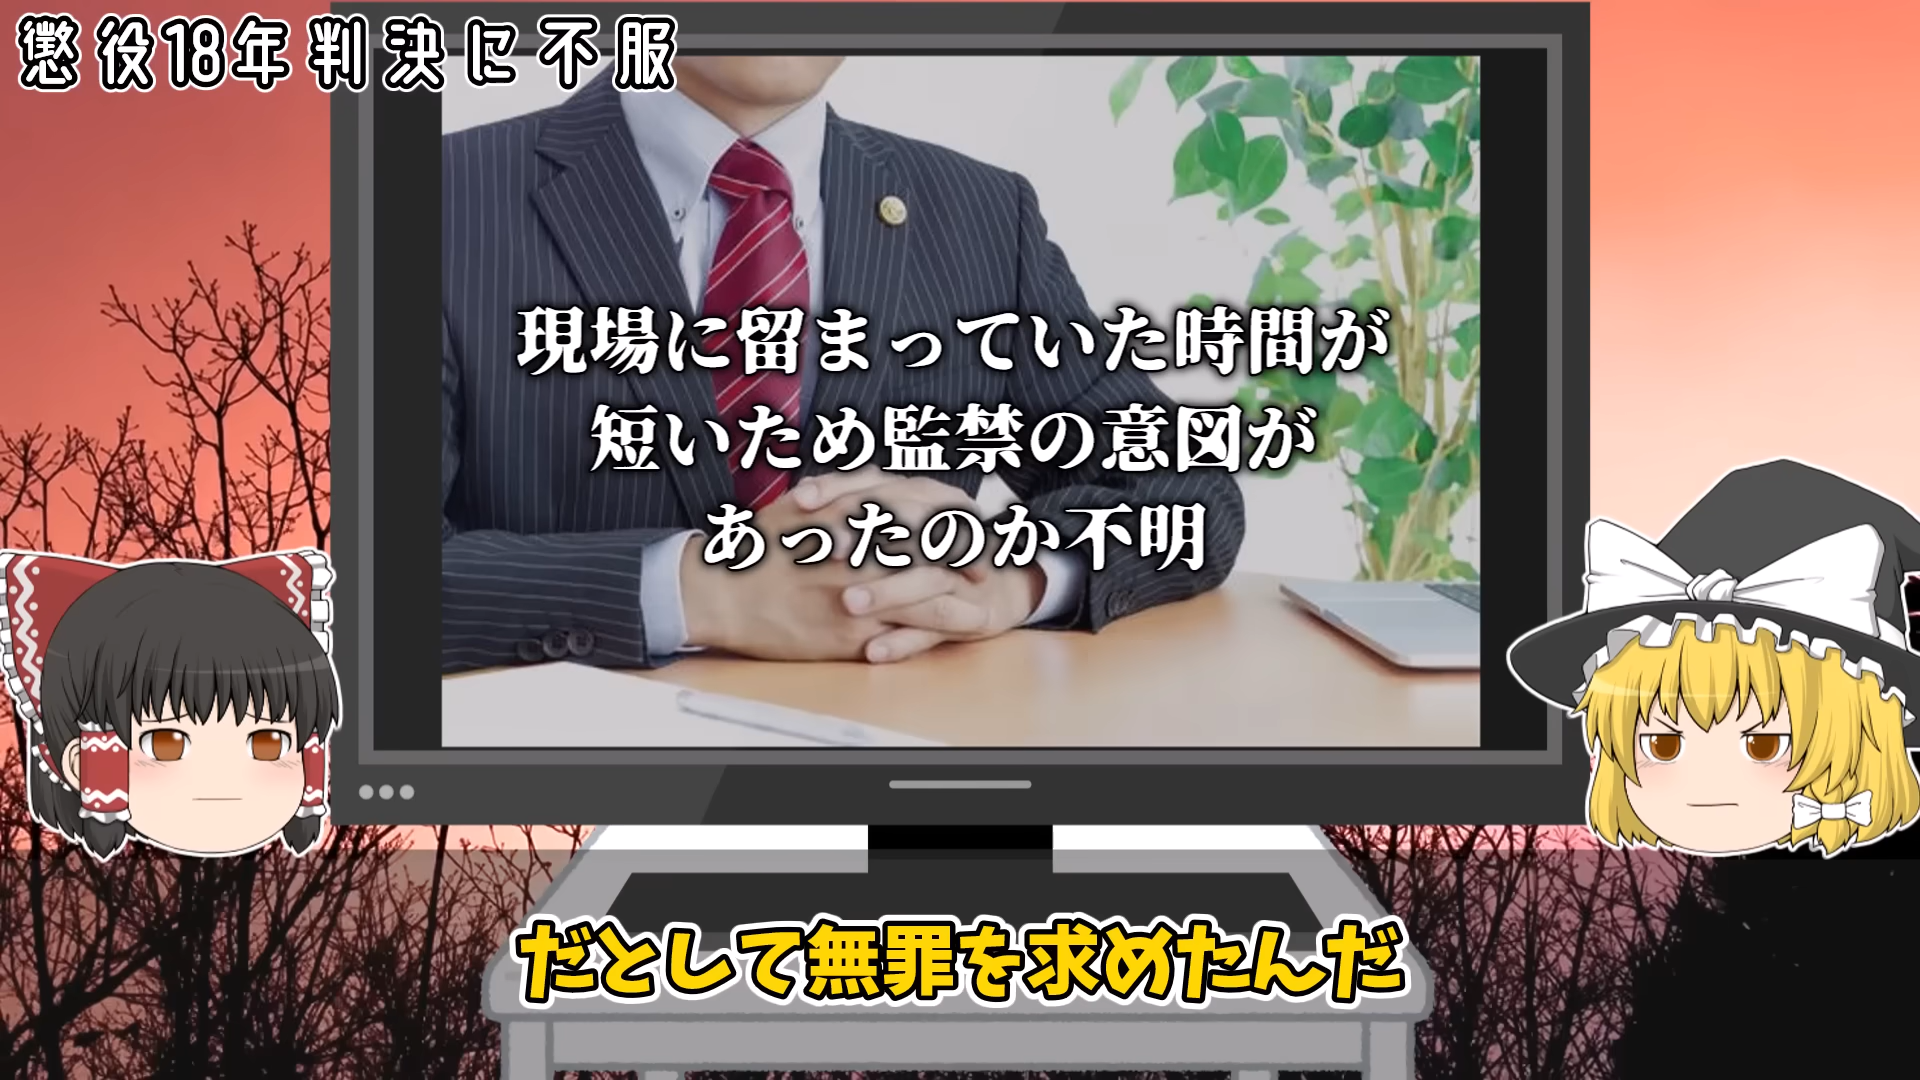 懲役18年判決に不服
現場に留まっていた時間が
短いため監禁の意図が
あったのか不明
だとして無罪を求めたんだ